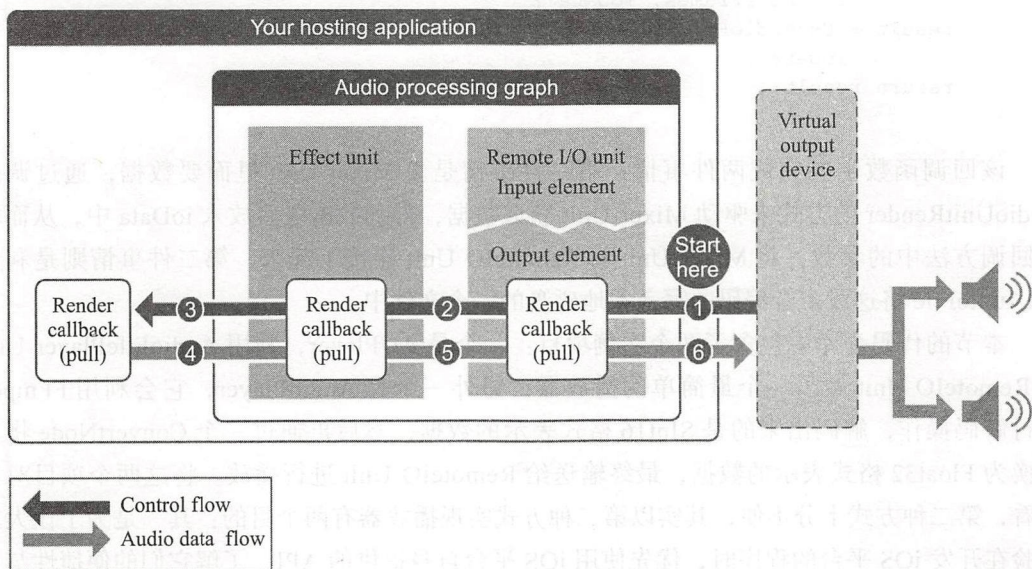 Your hosting application
Audio processing graph
Effect unit
Remote I/O unit
Input element
Output element
Virtual
output
device
Start
here
Render
callback
(pull)
Render
callback
(pull)
Render
callback
(pull)
3
2
1
4
5
6
Control flow
Audio data flow